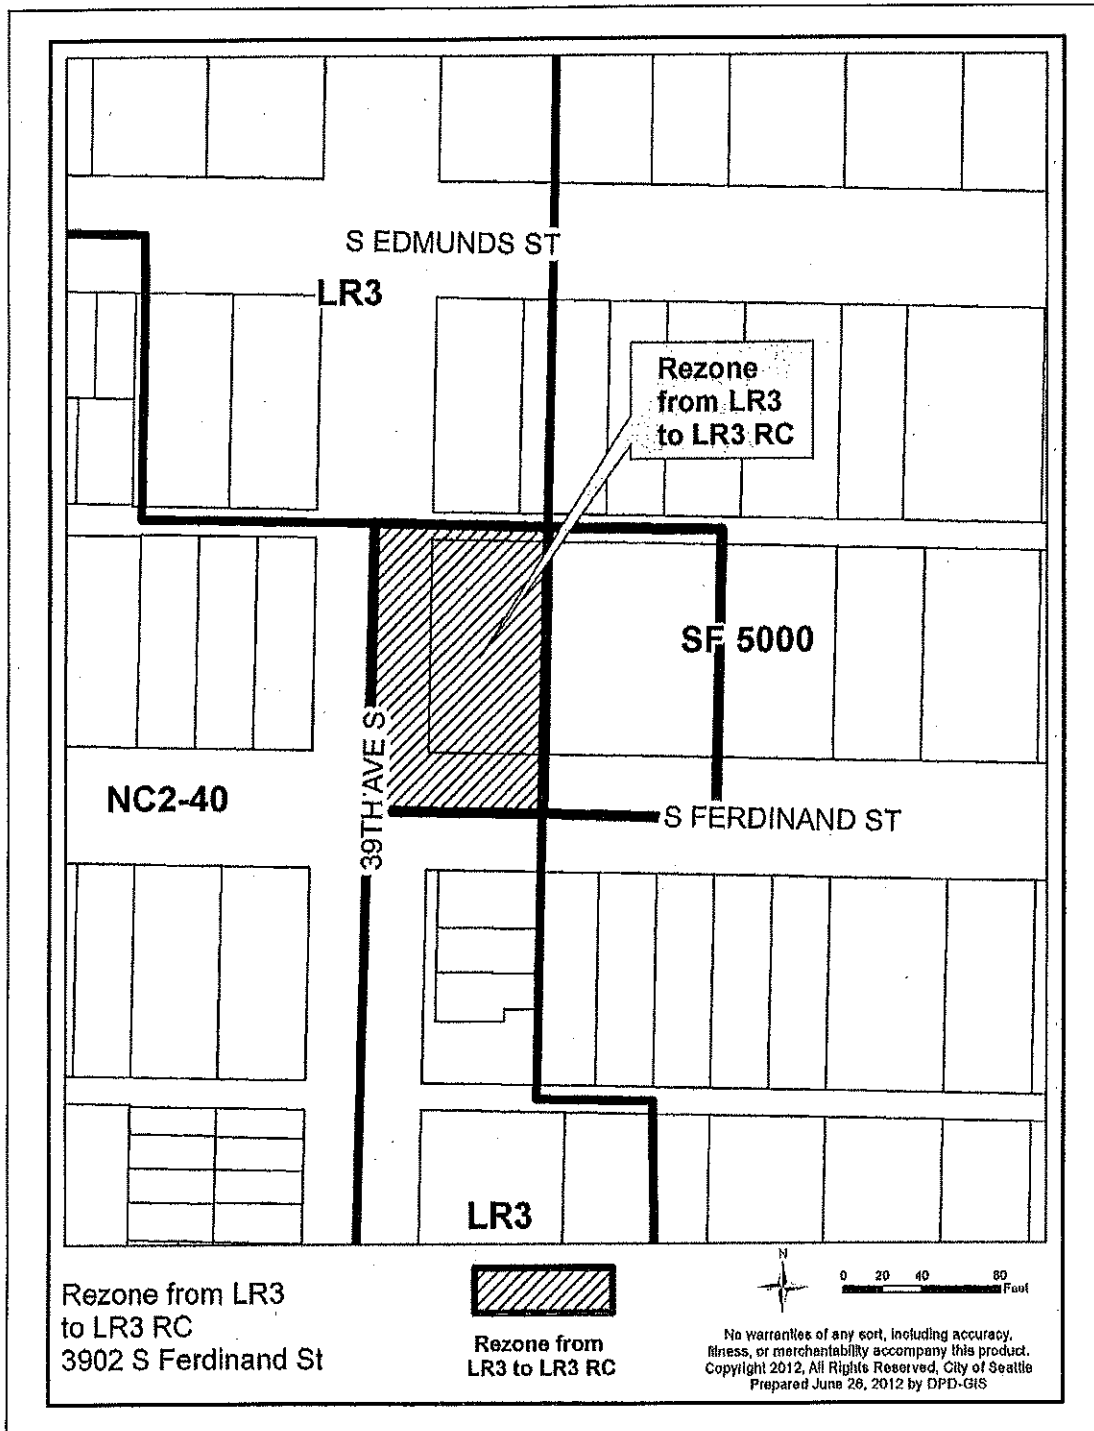 S EDMUNDS ST
LR3
Rezone
from LR3
to LR3 RC
SF 5000
39TH AVE S
NC2-40
S FERDINAND ST
LR3
Rezone from LR3
to LR3 RC
3902 S Ferdinand St
Rezone from
LR3 to LR3 RC
N
0 20 40 80
Feet
No warranties of any sort, including accuracy,
fitness, or merchantability accompany this product.
Copyright 2012, All Rights Reserved, City of Seattle
Prepared June 26, 2012 by DPD-GIS